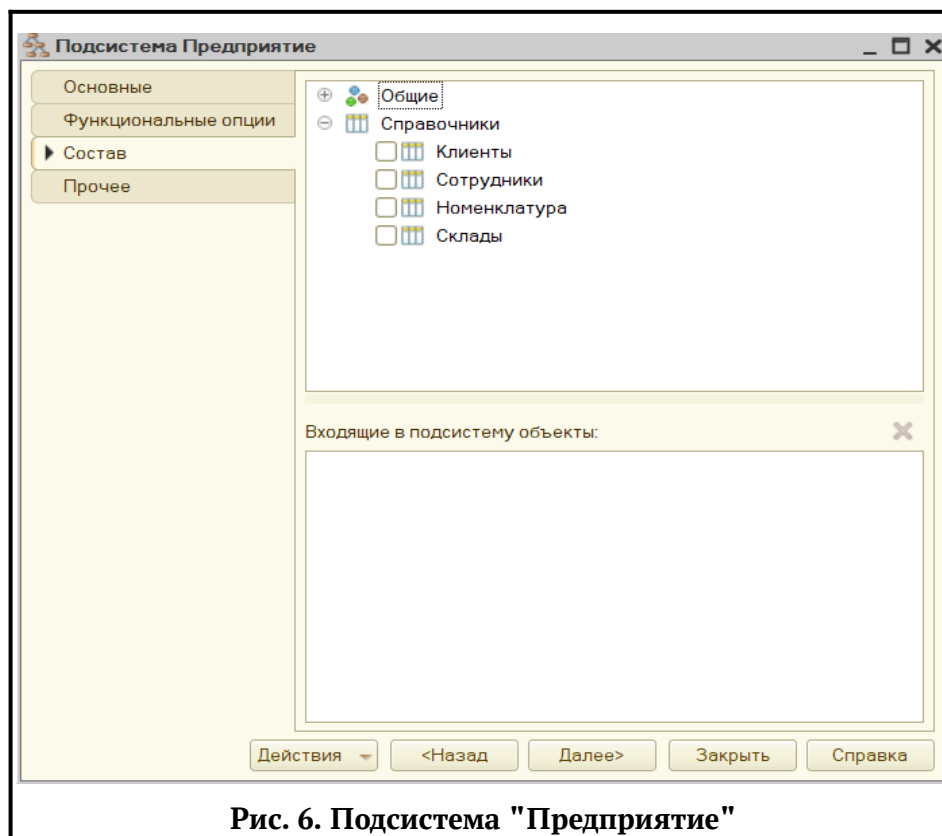 Подсистема Предприятие
Основные
Функциональные опции
Состав
Прочее
Общие
Справочники
Клиенты
Сотрудники
Номенклатура
Склады
Входящие в подсистему объекты:
Действия <Назад Далее> Закрыть Справка
Рис. 6. Подсистема "Предприятие"